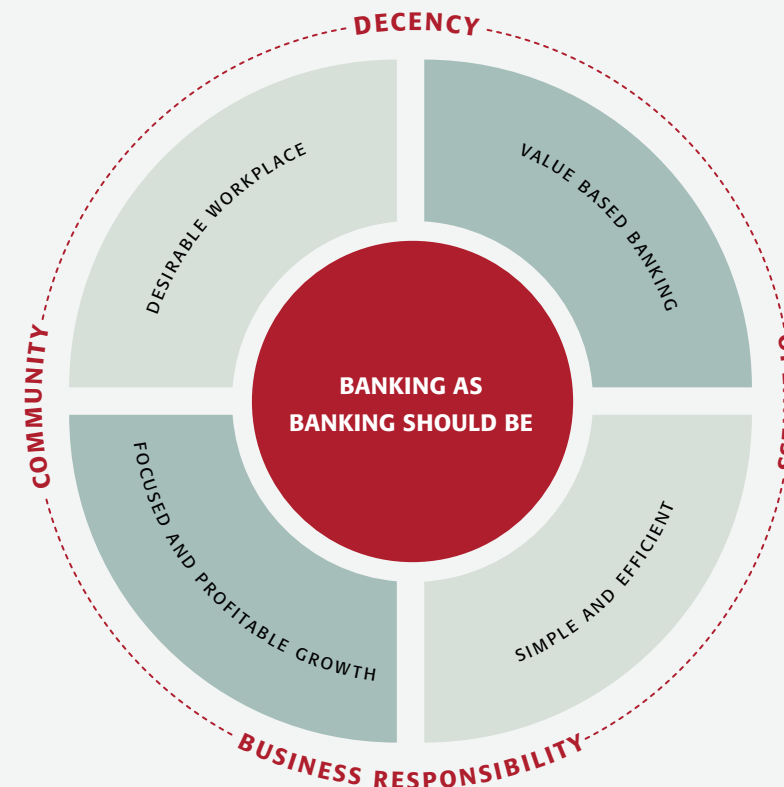 DECENCY
DESIRABLE WORKPLACE
VALUE BASED BANKING
COMMUNITY
BANKING AS
BANKING SHOULD BE
FOCUSED AND PROFITABLE GROWTH
SIMPLE AND EFFICIENT
BUSINESS RESPONSIBILITY